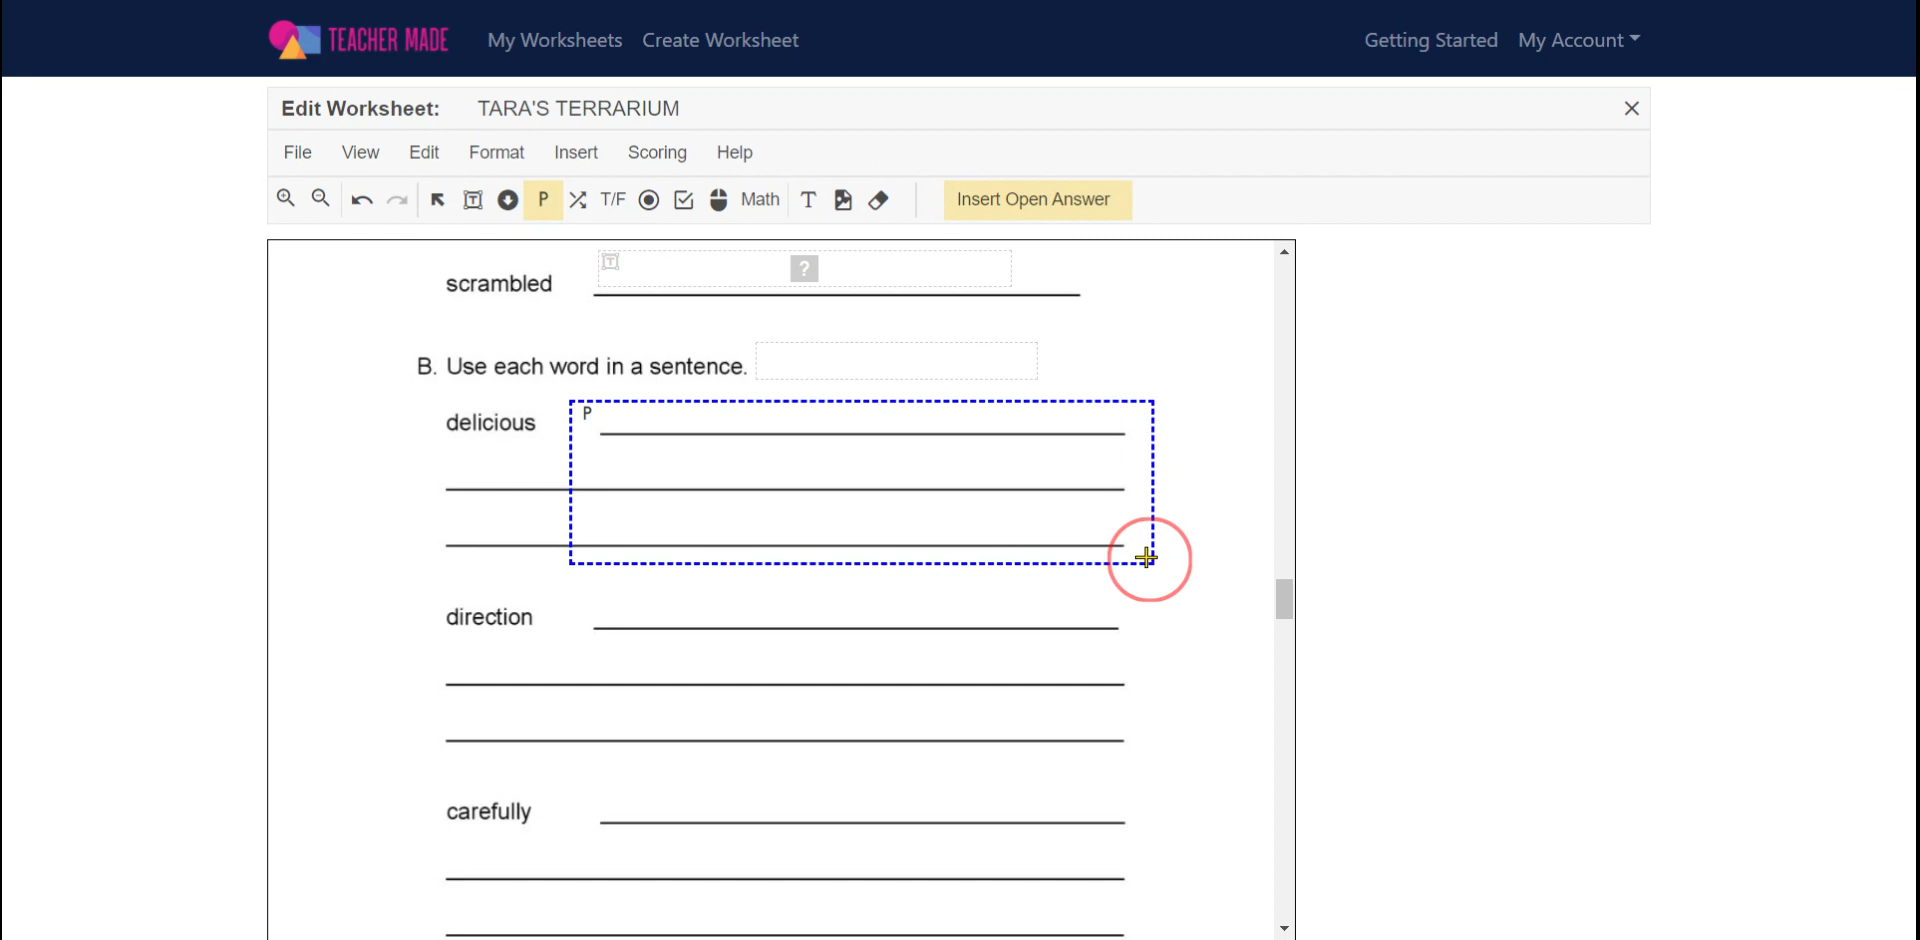 TEACHER MADE My Worksheets Create Worksheet Getting Started My Account
Edit Worksheet: TARA'S TERRARIUM
File View Edit Format Insert Scoring Help
T P T/F Math T Insert Open Answer
T ?
scrambled
B. Use each word in a sentence.
P
delicious
direction
carefully